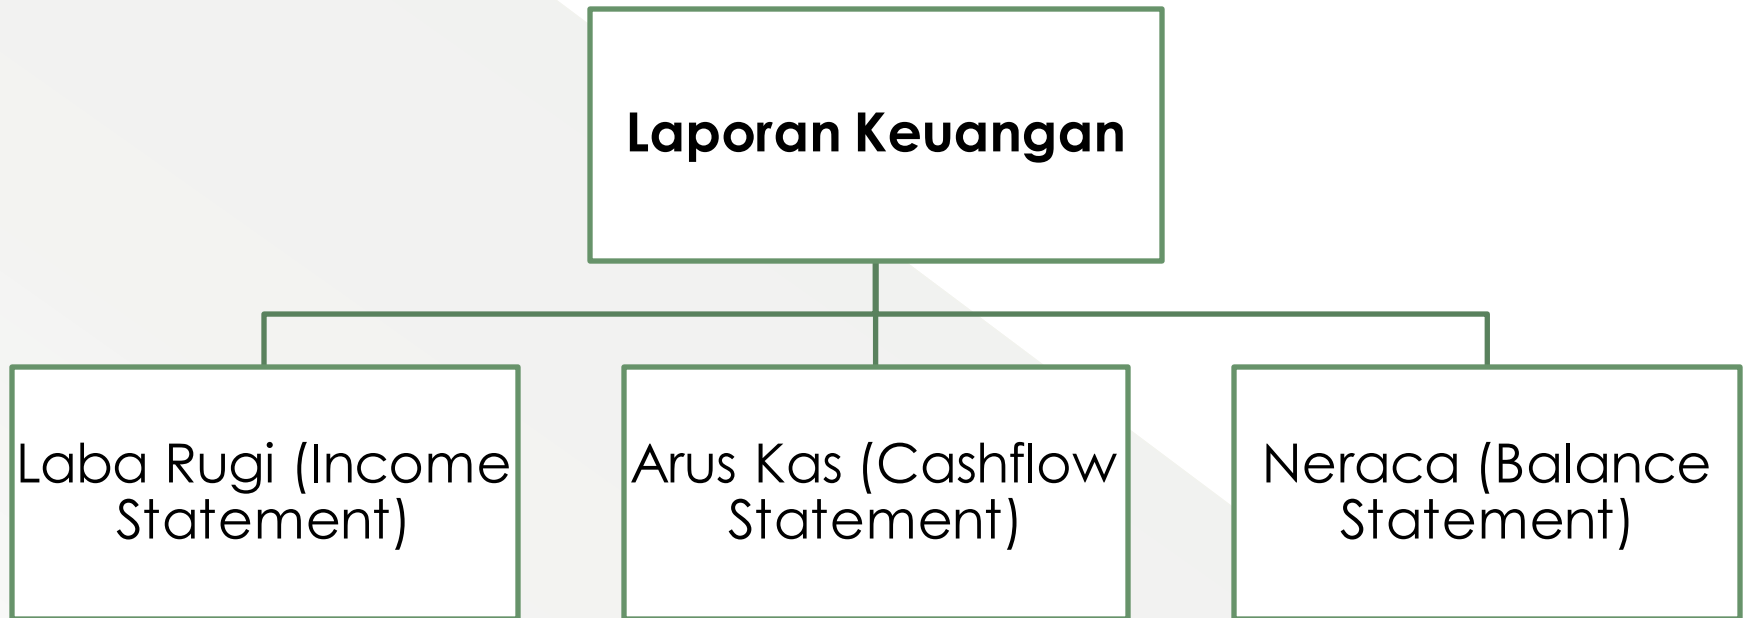 Laporan Keuangan
Laba Rugi (Income
Statement)
Arus Kas (Cashflow
Statement)
Neraca (Balance
Statement)